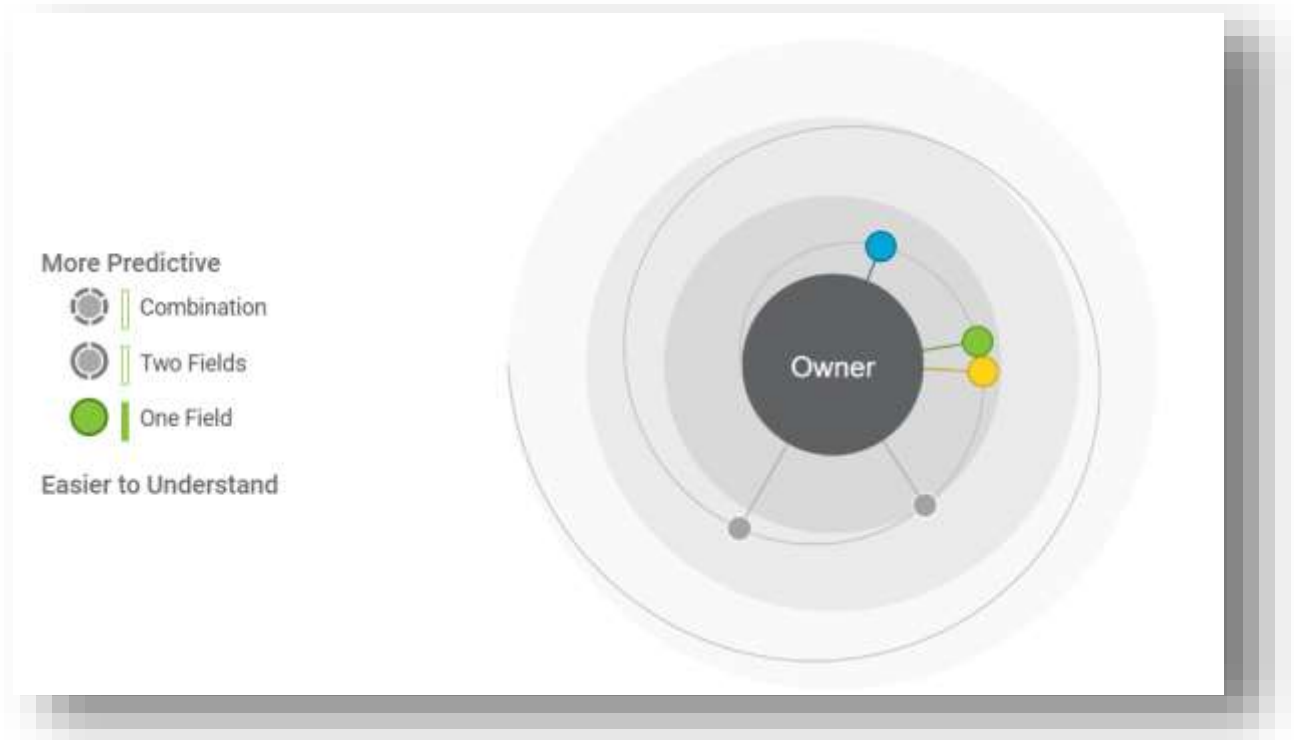 More Predictive
Combination
Two Fields
One Field
Easier to Understand
Owner